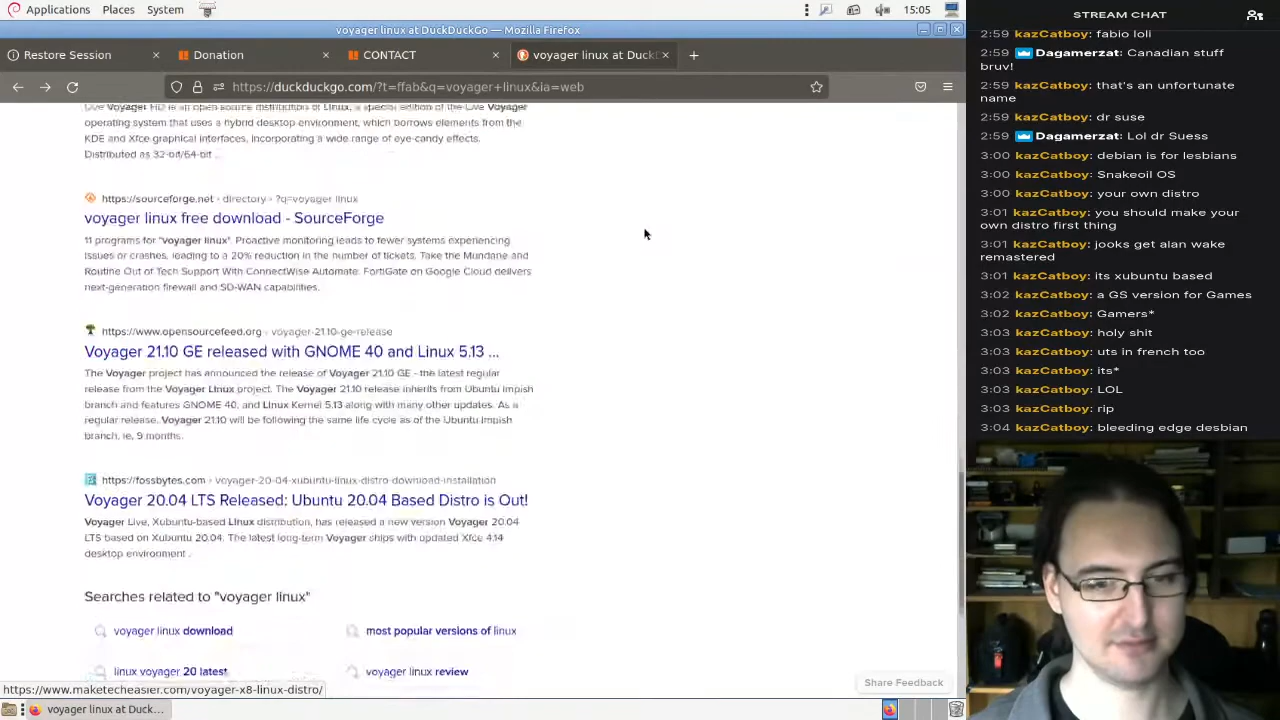 Applications Places System 15:05
voyager linux at DuckDuckGo — Mozilla Firefox
Restore Session
Donation
CONTACT
voyager linux at Duck
https://duckduckgo.com/?t=ffab&q=voyager+linux&ia=web
Live Voyager HD is an open source distribution of Linux, a special edition of the Live Voyager
operating system that uses a hybrid desktop environment, which borrows elements from the
KDE and Xfce graphical interfaces, incorporating a wide range of eye-candy effects.
Distributed as 32-bit/64-bit ...
https://sourceforge.net › directory › ?q=voyager linux
voyager linux free download - SourceForge
11 programs for "Voyager linux". Proactive monitoring leads to fewer systems experiencing
issues or crashes, leading to a 20% reduction in the number of tickets. Take the Mundane and
Routine Out of Tech Support With ConnectWise Automate. FortiGate on Google Cloud delivers
next-generation firewall and SD-WAN capabilities.
https://www.opensourcefeed.org › voyager-21.10-ge-release
Voyager 21.10 GE released with GNOME 40 and Linux 5.13 ...
The Voyager project has announced the release of Voyager 21.10 GE - the latest regular
release from the Voyager Linux project. The Voyager 21.10 release inherits from Ubuntu Impish
branch and features GNOME 40, and Linux Kernel 5.13 along with many other updates. As a
regular release, Voyager 21.10 will be following the same life cycle as of the Ubuntu Impish
branch, ie, 9 months.
https://fossbytes.com › voyager-20-04-xubuntu-linux-distro-download-installation
Voyager 20.04 LTS Released: Ubuntu 20.04 Based Distro is Out!
Voyager Live, Xubuntu-based Linux distribution, has released a new version Voyager 20.04
LTS based on Xubuntu 20.04. The latest long-term Voyager ships with updated Xfce 4.14
desktop environment .
Searches related to "voyager linux"
voyager linux download
most popular versions of linux
linux voyager 20 latest
voyager linux review
Share Feedback
https://www.maketecheasier.com/voyager-x8-linux-distro/
voyager linux at Duck...
STREAM CHAT
2:59 kazCatboy: fabio loli
2:59 Dagamerzat: Canadian stuff
bruv!
2:59 kazCatboy: that's an unfortunate
name
2:59 kazCatboy: dr suse
2:59 Dagamerzat: Lol dr Suess
3:00 kazCatboy: debian is for lesbians
3:00 kazCatboy: Snakeoil OS
3:00 kazCatboy: your own distro
3:01 kazCatboy: you should make your
own distro first thing
3:01 kazCatboy: jooks get alan wake
remastered
3:01 kazCatboy: its xubuntu based
3:02 kazCatboy: a GS version for Games
3:02 kazCatboy: Gamers*
3:03 kazCatboy: holy shit
3:03 kazCatboy: uts in french too
3:03 kazCatboy: its*
3:03 kazCatboy: LOL
3:03 kazCatboy: rip
3:04 kazCatboy: bleeding edge desbian